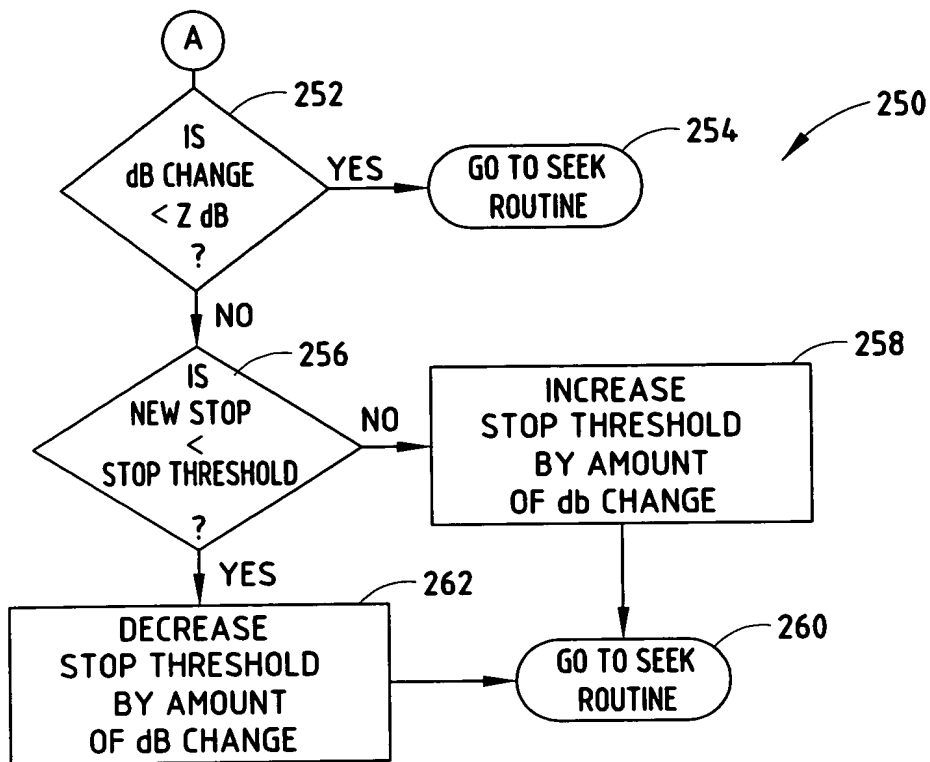 A
252
IS
dB CHANGE
< Z dB
?
YES
254
GO TO SEEK
ROUTINE
250
NO
256
IS
NEW STOP
<
STOP THRESHOLD
?
NO
258
INCREASE
STOP THRESHOLD
BY AMOUNT
OF db CHANGE
YES
262
DECREASE
STOP THRESHOLD
BY AMOUNT
OF dB CHANGE
260
GO TO SEEK
ROUTINE